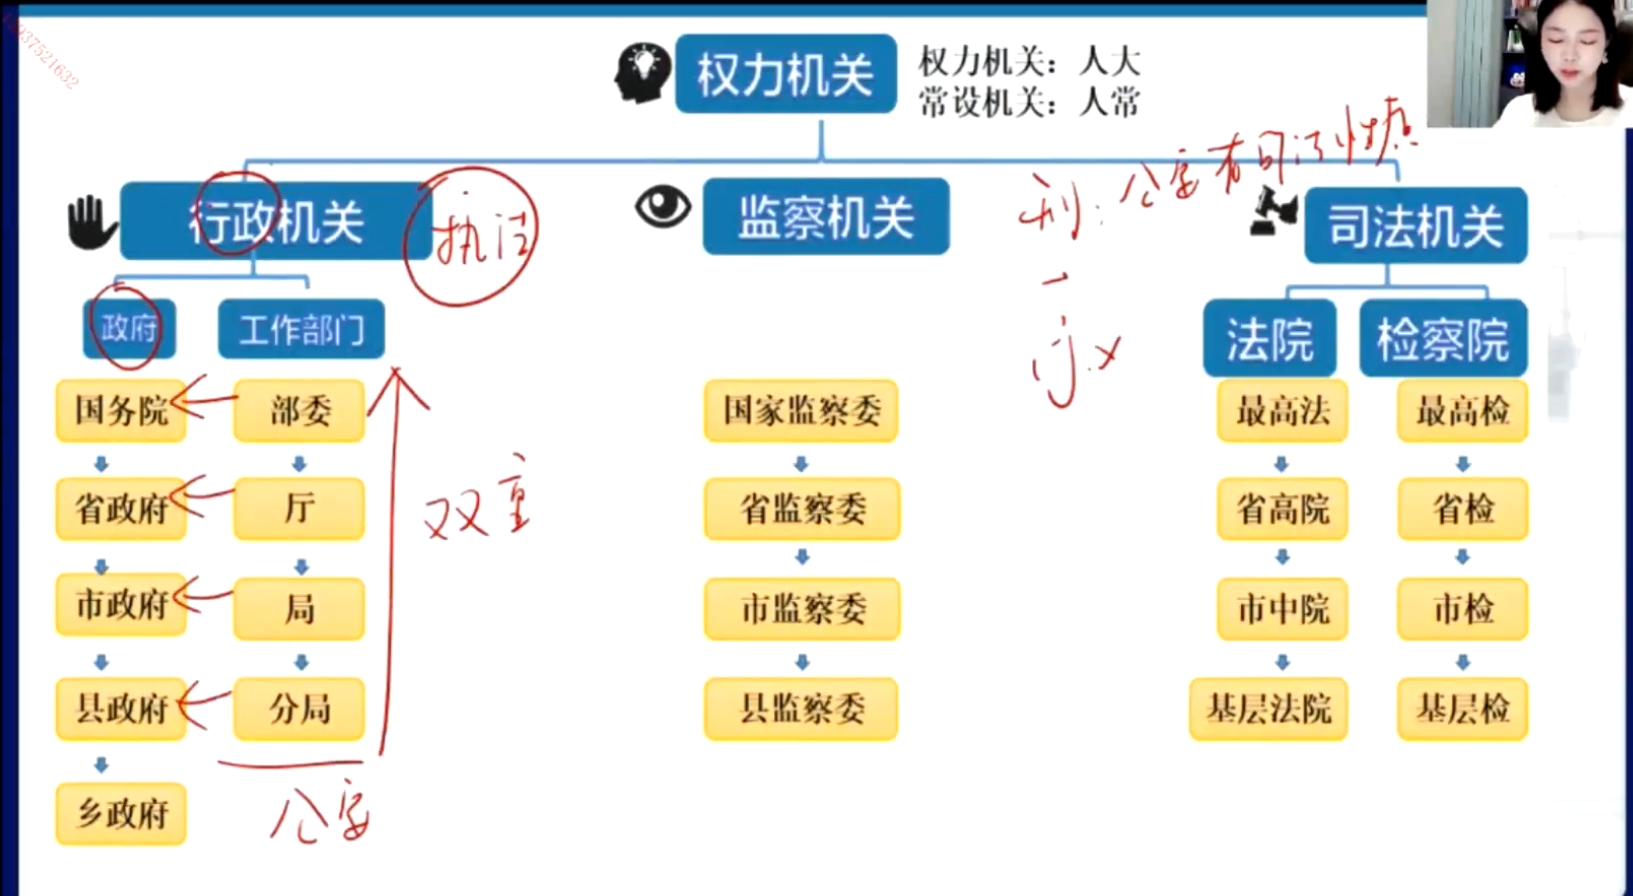 权力机关
权力机关：人大
常设机关：人常
行政机关
执法
监察机关
刑：公安有司法性质
司法机关
政府
工作部门
法院
检察院
国务院
部委
国家监察委
最高法
最高检
省政府
厅
双重
省监察委
省高院
省检
市政府
局
市监察委
市中院
市检
县政府
分局
县监察委
基层法院
基层检
乡政府
公安